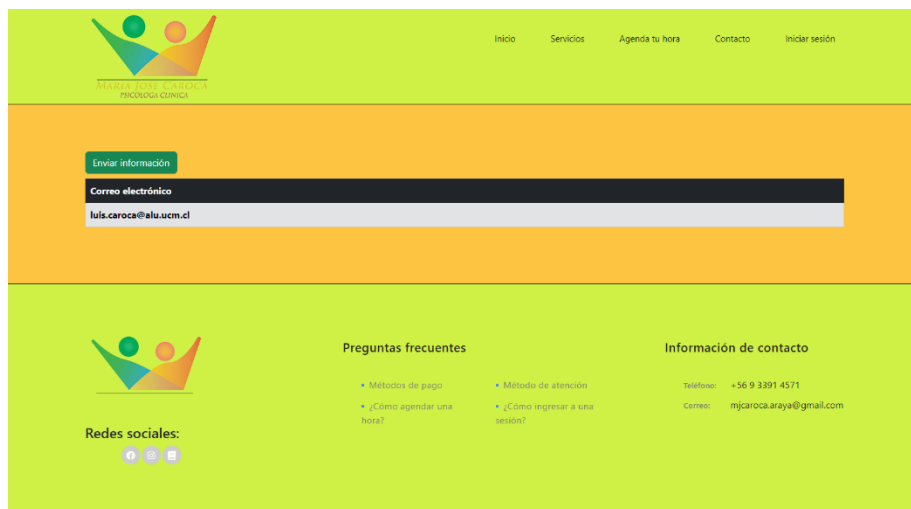 MARIA JOSE CAROCA
PSICOLOGA CLINICA
Inicio
Servicios
Agenda tu hora
Contacto
Iniciar sesión
Enviar información
Correo electrónico
luis.caroca@alu.ucm.cl
Redes sociales:
Preguntas frecuentes
• Métodos de pago
• ¿Cómo agendar una
hora?
• Método de atención
• ¿Cómo ingresar a una
sesión?
Información de contacto
Teléfono: +56 9 3391 4571
Correo: mjcaroca.araya@gmail.com